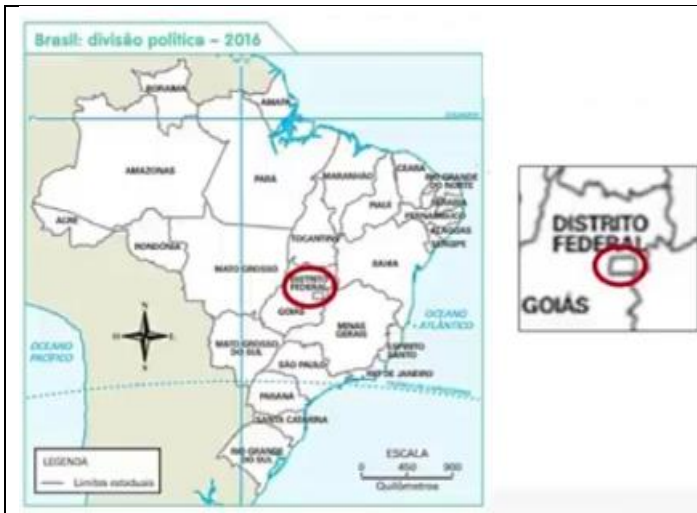 Brasil: divisão política – 2016
RORAIMA
AMAPÁ
AMAZONAS
PARÁ
MARANHÃO
CEARÁ
RIO GRANDE
DO NORTE
PARAÍBA
PIAUÍ
PERNAMBUCO
ALAGOAS
SERGIPE
ACRE
RONDÔNIA
TOCANTINS
MATO GROSSO
BAHIA
DISTRITO
FEDERAL
GOIÁS
MINAS
GERAIS
OCEANO
ATLÂNTICO
OCEANO
PACÍFICO
MATO GROSSO
DO SUL
ESPÍRITO
SANTO
SÃO PAULO
RIO DE JANEIRO
PARANÁ
SANTA CATARINA
RIO GRANDE
DO SUL
N
S
LEGENDA
Limites estaduais
ESCALA
0 450 900
Quilômetros
DISTRITO
FEDERAL
GOIÁS